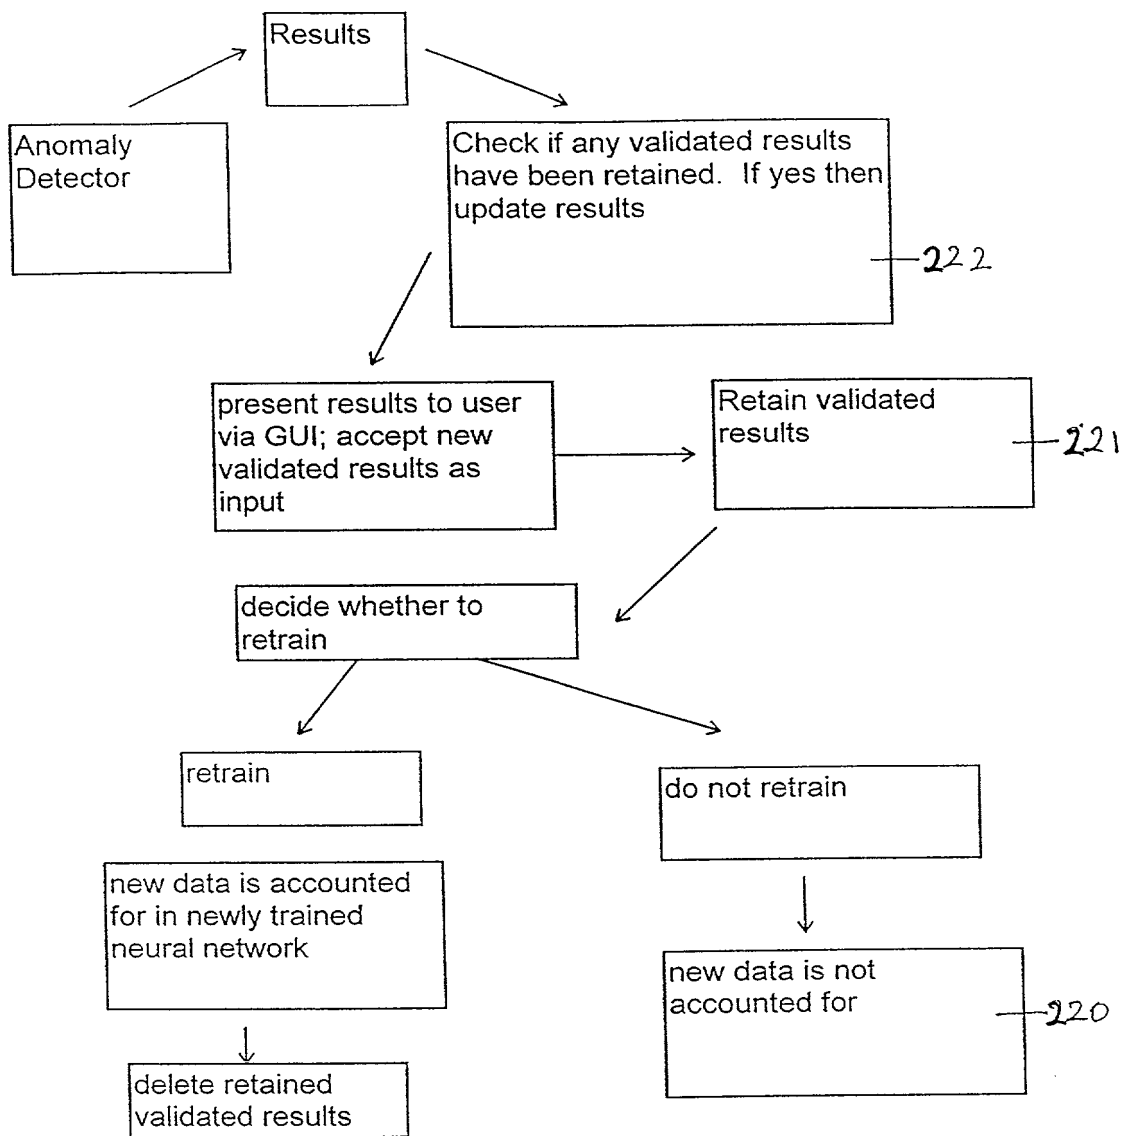 Results
Anomaly
Detector
Check if any validated results
have been retained. If yes then
update results
222
present results to user
via GUI; accept new
validated results as
input
Retain validated
results
221
decide whether to
retrain
retrain
do not retrain
new data is accounted
for in newly trained
neural network
new data is not
accounted for
220
delete retained
validated results